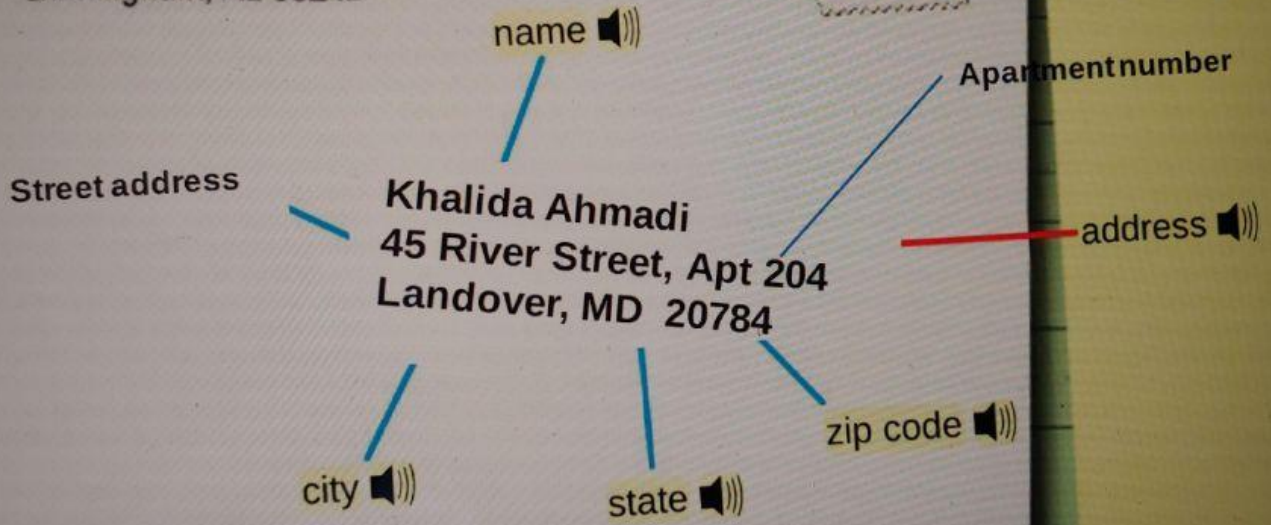 name
Apartment number
Street address
Khalida Ahmadi
45 River Street, Apt 204
Landover, MD 20784
address
zip code
city
state